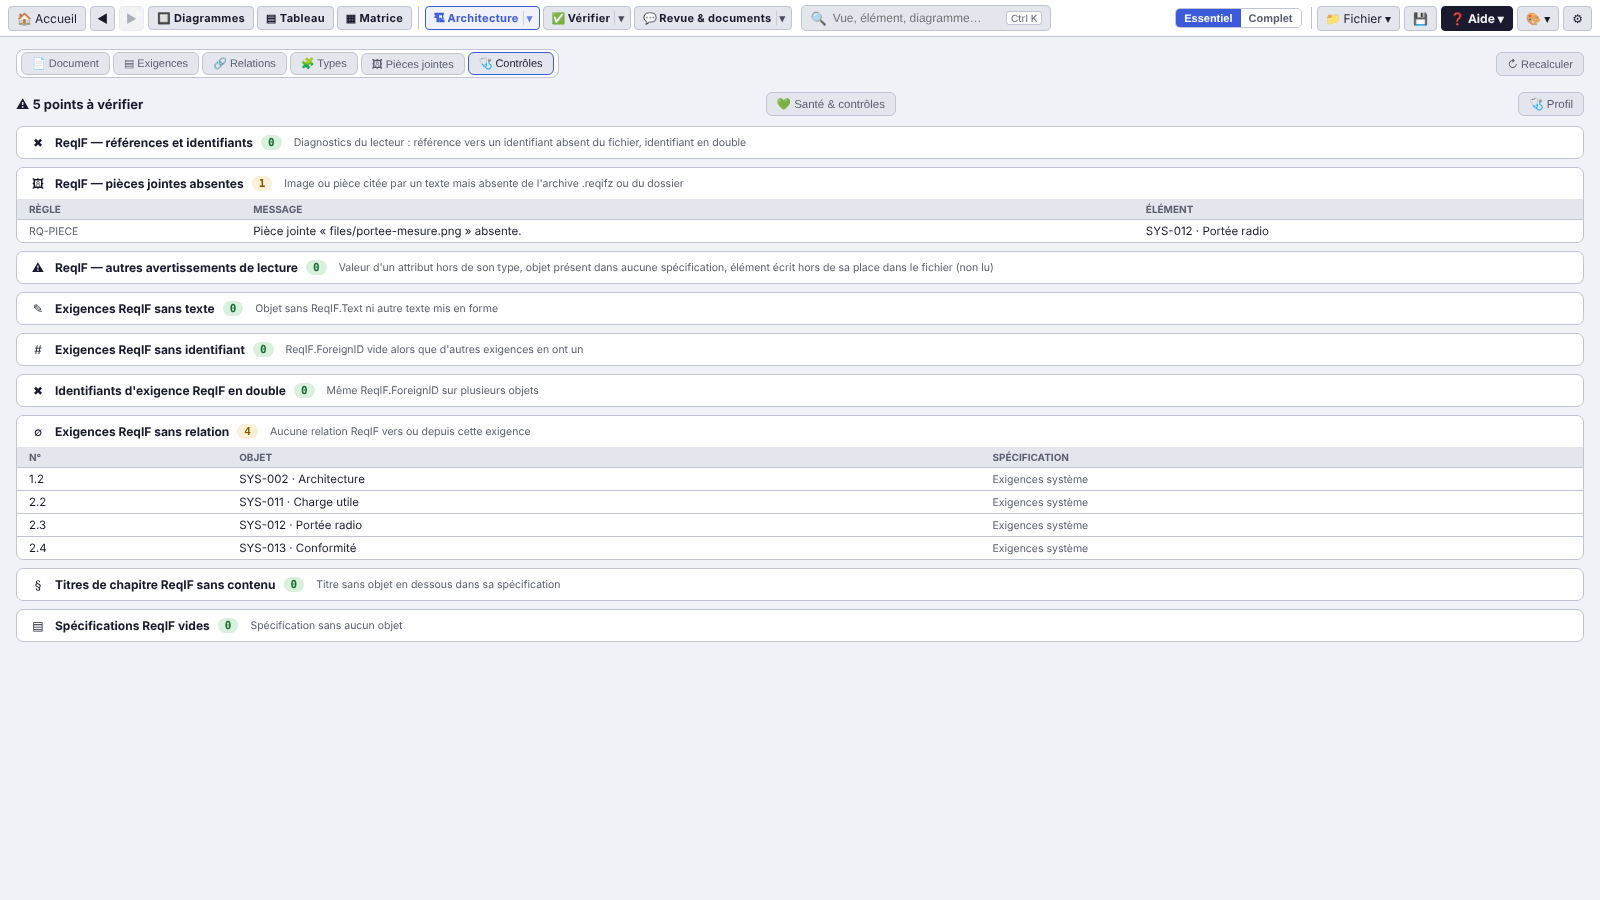 🏠 Accueil ◀ ▶ 🔲 Diagrammes ▤ Tableau ▦ Matrice 🏗 Architecture ▾ ✅ Vérifier ▾ 💬 Revue & documents ▾ 🔍 Vue, élément, diagramme… Ctrl K Essentiel Complet 📁 Fichier ▾ 💾 ❓ Aide ▾ 🎨 ▾ ⚙
📄 Document ▤ Exigences 🔗 Relations 🧩 Types 🖼 Pièces jointes 🩺 Contrôles ↻ Recalculer
⚠ 5 points à vérifier 💚 Santé & contrôles 🩺 Profil
✖ ReqIF — références et identifiants 0 Diagnostics du lecteur : référence vers un identifiant absent du fichier, identifiant en double
🖼 ReqIF — pièces jointes absentes 1 Image ou pièce citée par un texte mais absente de l'archive .reqifz ou du dossier
RÈGLE MESSAGE ÉLÉMENT
RQ-PIECE Pièce jointe « files/portee-mesure.png » absente. SYS-012 · Portée radio
⚠ ReqIF — autres avertissements de lecture 0 Valeur d'un attribut hors de son type, objet présent dans aucune spécification, élément écrit hors de sa place dans le fichier (non lu)
✎ Exigences ReqIF sans texte 0 Objet sans ReqIF.Text ni autre texte mis en forme
# Exigences ReqIF sans identifiant 0 ReqIF.ForeignID vide alors que d'autres exigences en ont un
✖ Identifiants d'exigence ReqIF en double 0 Même ReqIF.ForeignID sur plusieurs objets
⌀ Exigences ReqIF sans relation 4 Aucune relation ReqIF vers ou depuis cette exigence
N° OBJET SPÉCIFICATION
1.2 SYS-002 · Architecture Exigences système
2.2 SYS-011 · Charge utile Exigences système
2.3 SYS-012 · Portée radio Exigences système
2.4 SYS-013 · Conformité Exigences système
§ Titres de chapitre ReqIF sans contenu 0 Titre sans objet en dessous dans sa spécification
▤ Spécifications ReqIF vides 0 Spécification sans aucun objet